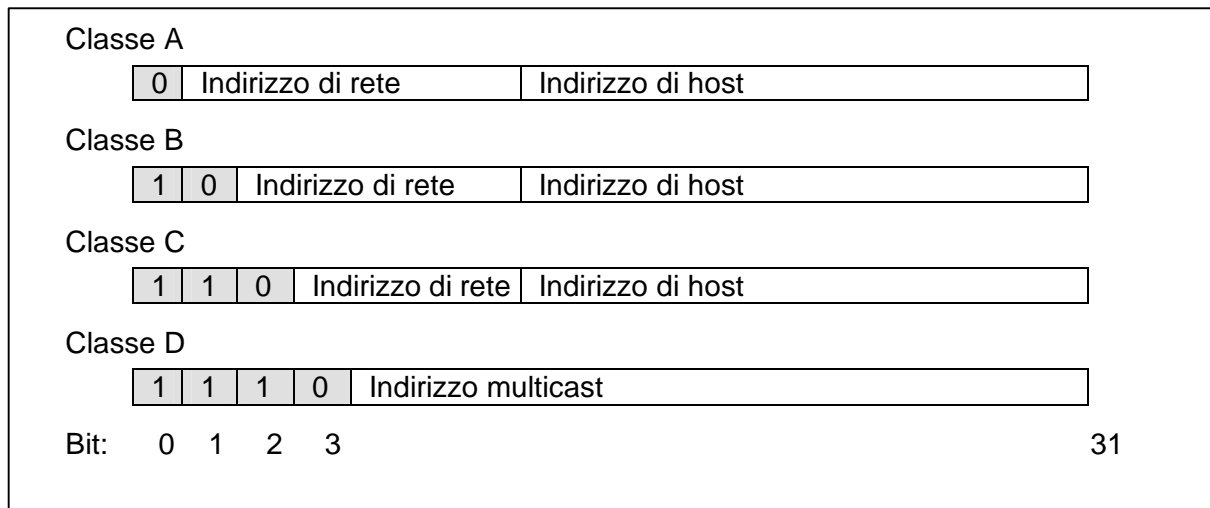 Classe A
0 Indirizzo di rete Indirizzo di host
Classe B
1 0 Indirizzo di rete Indirizzo di host
Classe C
1 1 0 Indirizzo di rete Indirizzo di host
Classe D
1 1 1 0 Indirizzo multicast
Bit: 0 1 2 3 31